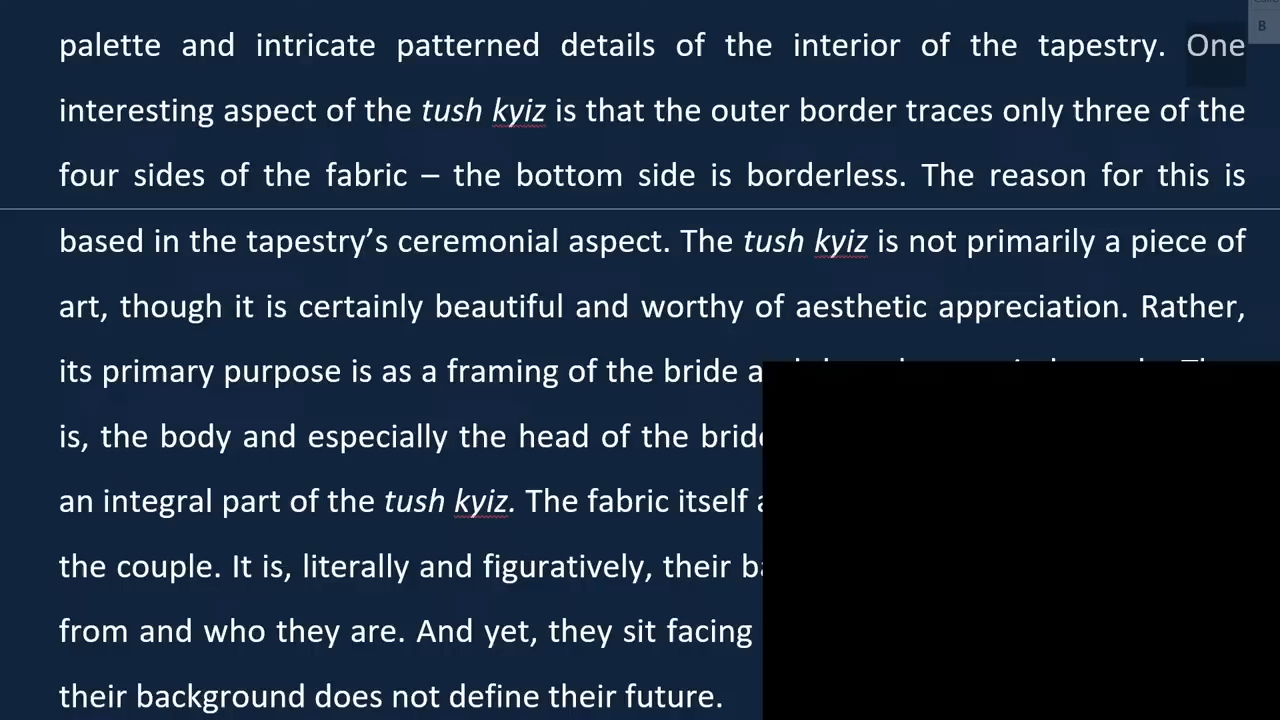 palette and intricate patterned details of the interior of the tapestry. One
interesting aspect of the tush kyiz is that the outer border traces only three of the
four sides of the fabric – the bottom side is borderless. The reason for this is
based in the tapestry’s ceremonial aspect. The tush kyiz is not primarily a piece of
art, though it is certainly beautiful and worthy of aesthetic appreciation. Rather,
its primary purpose is as a framing of the bride
is, the body and especially the head of the
an integral part of the tush kyiz. The fabric itself
the couple. It is, literally and figuratively, their
from and who they are. And yet, they sit facing
their background does not define their future.
B